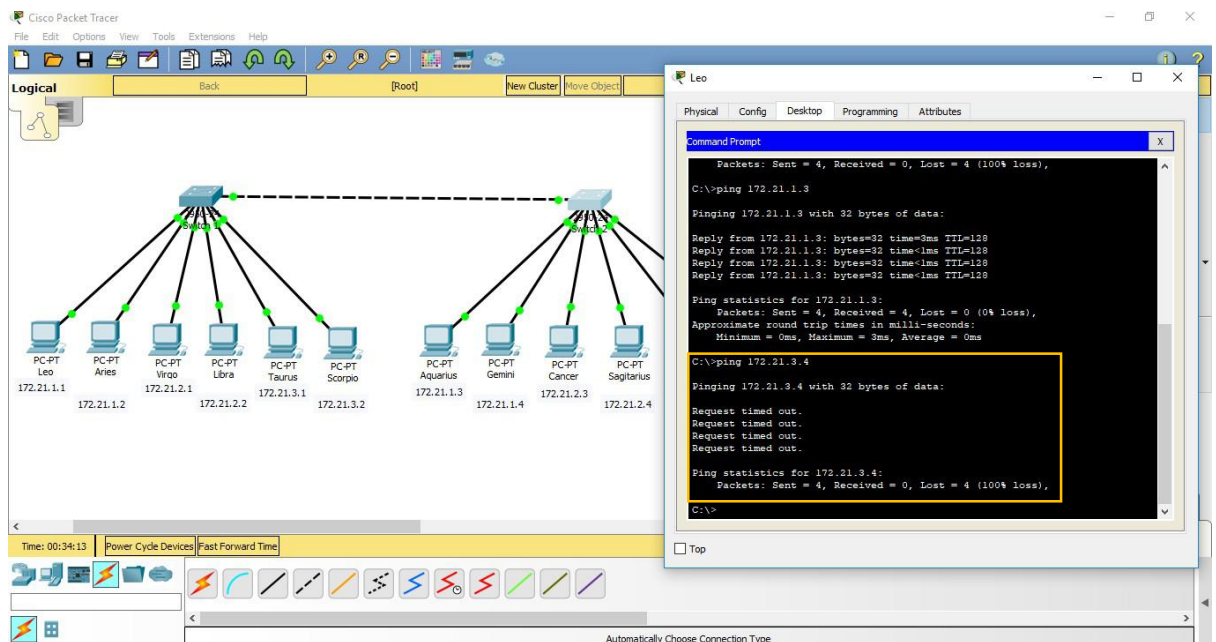 Cisco Packet Tracer
File Edit Options View Tools Extensions Help
Logical
Back
[Root]
New Cluster
Move Object
Switch 1
Switch 2
PC-PT
Leo
172.21.1.1
PC-PT
Aries
172.21.1.2
PC-PT
Virgo
172.21.2.1
PC-PT
Libra
172.21.2.2
PC-PT
Taurus
172.21.3.1
PC-PT
Scorpio
172.21.3.2
PC-PT
Aquarius
172.21.1.3
PC-PT
Gemini
172.21.1.4
PC-PT
Cancer
172.21.2.3
PC-PT
Sagitarius
172.21.2.4
Leo
Physical Config Desktop Programming Attributes
Command Prompt
X
Packets: Sent = 4, Received = 0, Lost = 4 (100% loss),
C:\>ping 172.21.1.3
Pinging 172.21.1.3 with 32 bytes of data:
Reply from 172.21.1.3: bytes=32 time=3ms TTL=128
Reply from 172.21.1.3: bytes=32 time<1ms TTL=128
Reply from 172.21.1.3: bytes=32 time<1ms TTL=128
Reply from 172.21.1.3: bytes=32 time<1ms TTL=128
Ping statistics for 172.21.1.3:
Packets: Sent = 4, Received = 4, Lost = 0 (0% loss),
Approximate round trip times in milli-seconds:
Minimum = 0ms, Maximum = 3ms, Average = 0ms
C:\>ping 172.21.3.4
Pinging 172.21.3.4 with 32 bytes of data:
Request timed out.
Request timed out.
Request timed out.
Request timed out.
Ping statistics for 172.21.3.4:
Packets: Sent = 4, Received = 0, Lost = 4 (100% loss),
C:\>
Top
Time: 00:34:13
Power Cycle Devices
Fast Forward Time
Automatically Choose Connection Type